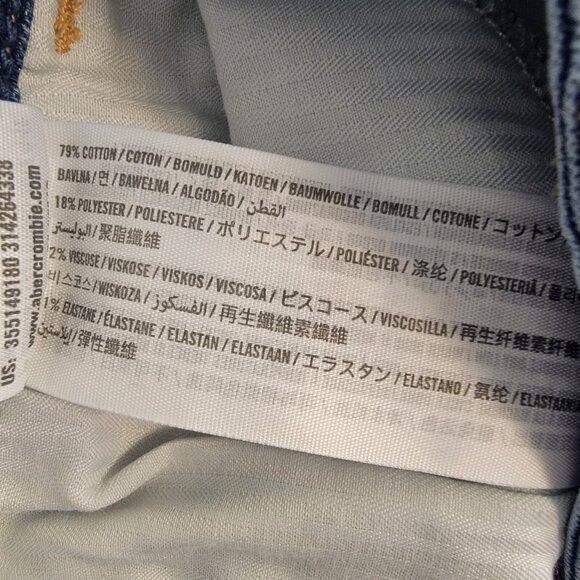 79% COTTON / COTON / BOMULD / KATOEN / BAUMWOLLE / BOMULL / COTONE / コットン
BAVLNA / 면 / BAWEŁNA / ALGODÃO / القطن
18% POLYESTER / POLIESTERE / ポリエステル / POLIÉSTER / 涤纶 / POLYESTERIÄ /
البوليستر / 聚脂纖維
2% VISCOSE / VISKOSE / VISKOS / VISCOSA / ビスコース / VISCOSILLA / 再生纤维素纤维
비스코스 / WISKOZA / الفسكوز / 再生纖維素纖維
1% ELASTANE / ÉLASTANE / ELASTAN / ELASTAAN / エラスタン / ELASTANO / 氨纶 /
إيلاستين / 彈性纖維
US: 355149180 314264338
www.abercrombie.com